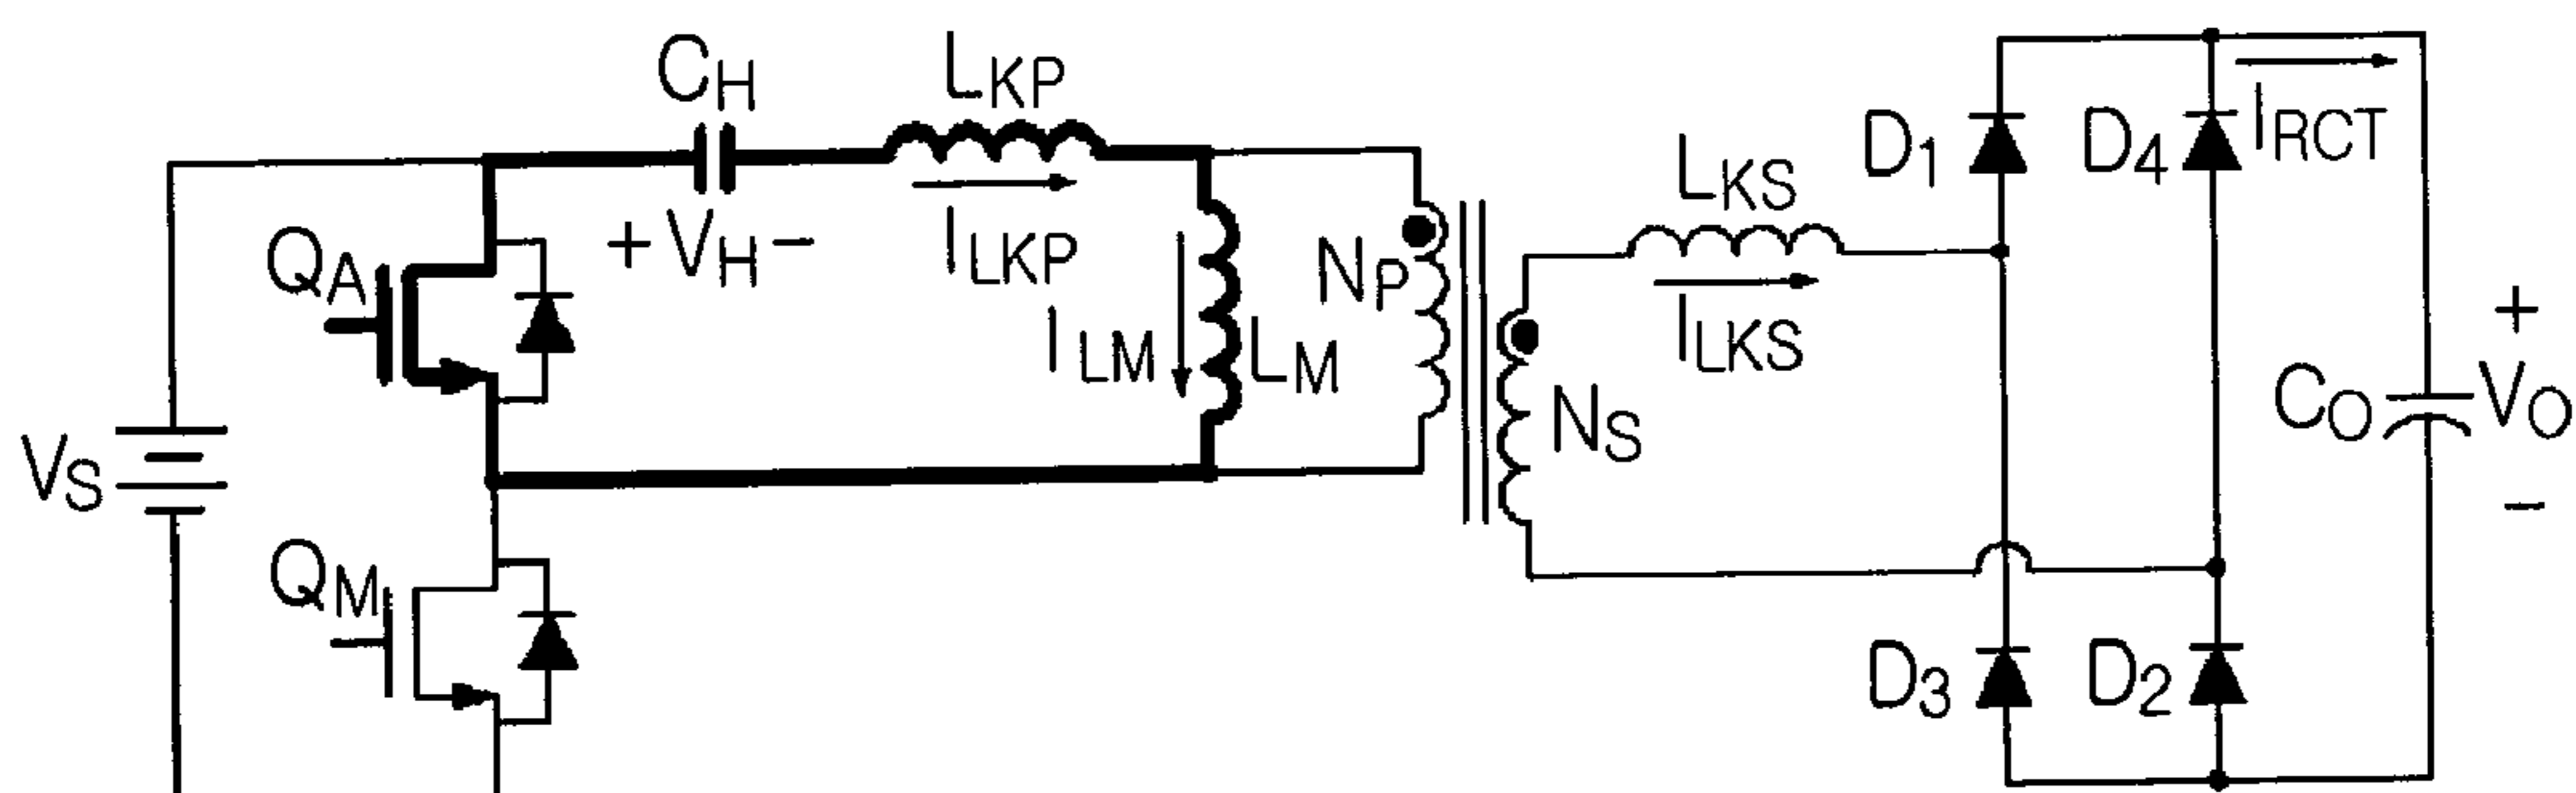 CH
LKP
+ VH −
ILKP
QA
VS
QM
ILM
LM
NP
NS
LKS
ILKS
D1
D4
IRCT
D3
D2
CO
+
VO
−